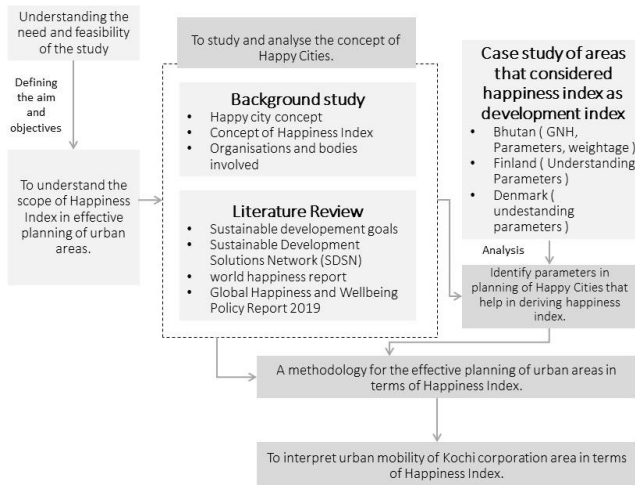 Understanding the
need and feasibility
of the study
Defining
the aim
and
objectives
To understand the
scope of Happiness
Index in effective
planning of urban
areas.
To study and analyse the concept of
Happy Cities.
Background study
• Happy city concept
• Concept of Happiness Index
• Organisations and bodies
involved
Literature Review
• Sustainable developement goals
• Sustainable Development
Solutions Network (SDSN)
• world happiness report
• Global Happiness and Wellbeing
Policy Report 2019
Case study of areas
that considered
happiness index as
development index
• Bhutan ( GNH,
Parameters, weightage )
• Finland ( Understanding
Parameters )
• Denmark (
undestanding
parameters )
Analysis
Identify parameters in
planning of Happy Cities that
help in deriving happiness
index.
A methodology for the effective planning of urban areas in
terms of Happiness Index.
To interpret urban mobility of Kochi corporation area in terms
of Happiness Index.